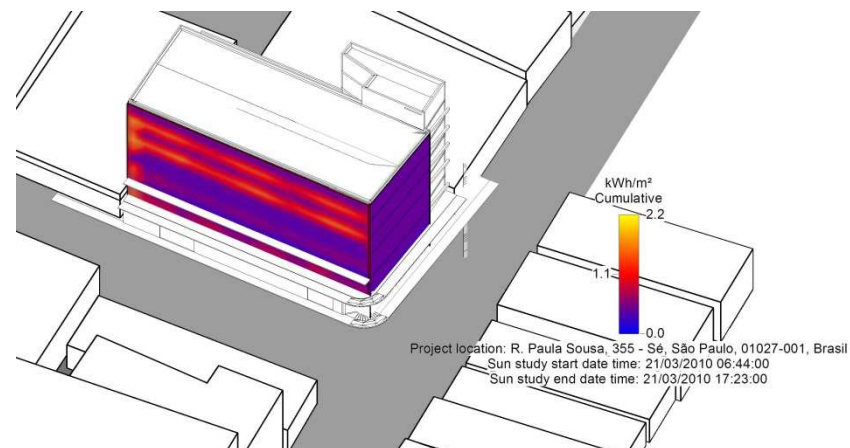 kWh/m²
Cumulative
2.2
1.1
0.0
Project location: R. Paula Sousa, 355 - Sé, São Paulo, 01027-001, Brasil
Sun study start date time: 21/03/2010 06:44:00
Sun study end date time: 21/03/2010 17:23:00